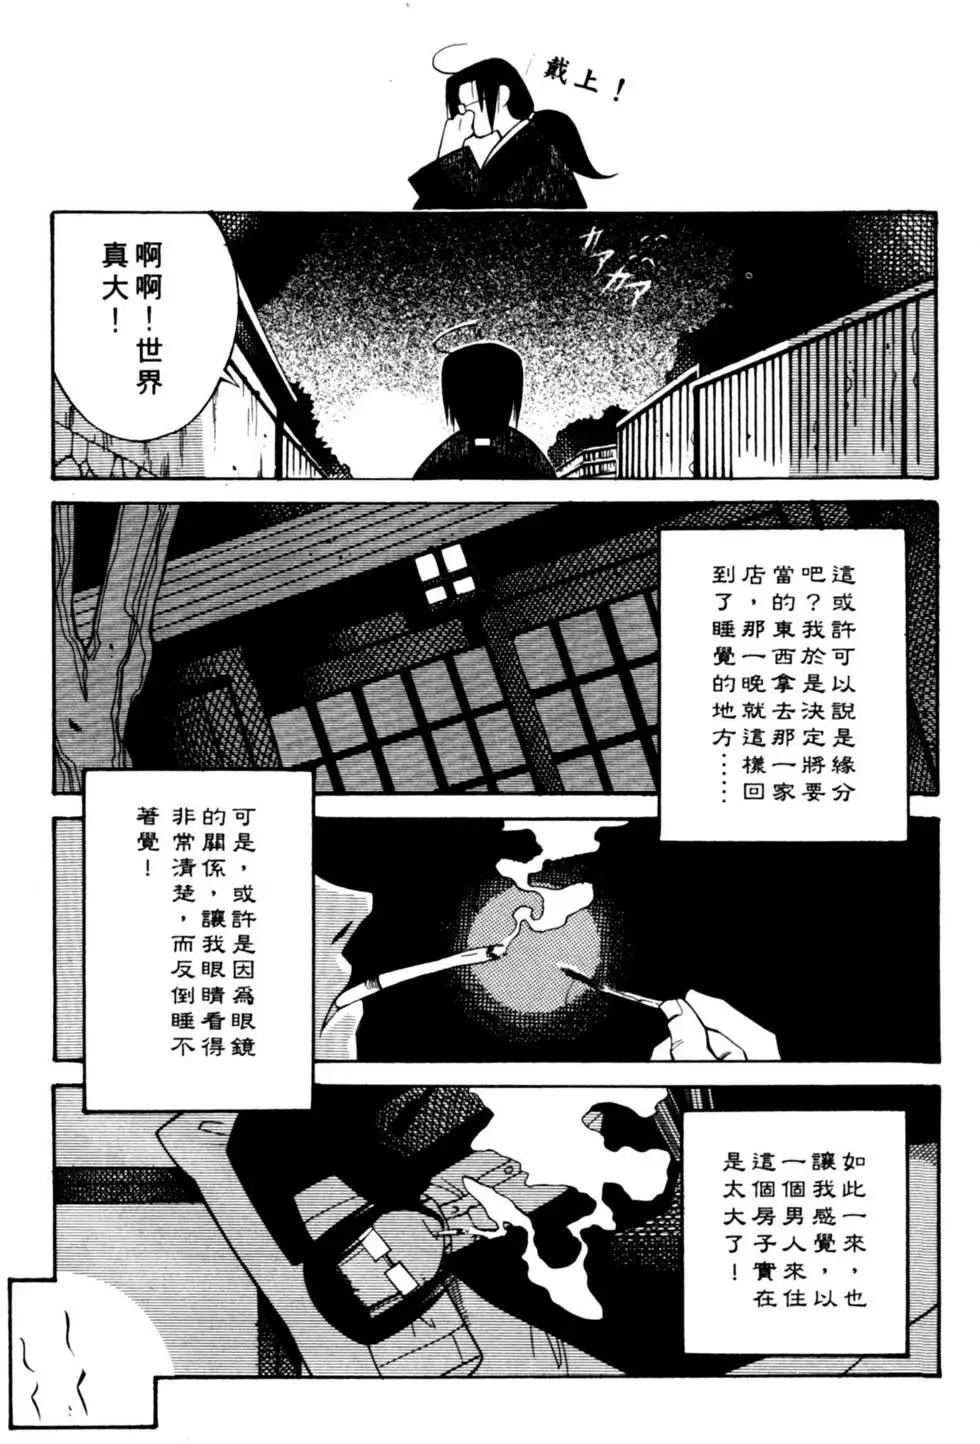 戴上！
啊啊！世界
真大！
カァカァ
這或許可以說是緣分
吧？我於是決定將要
當的東西拿去那一家
店，那一晚就這樣回
到了睡覺的地方……
可是，或許是因為眼鏡
的關係，讓我眼睛看得
非常清楚，而反倒睡不
著覺！
如此一來，也
讓我感覺，以
一個男人來住
這個房子實在
是太大了！